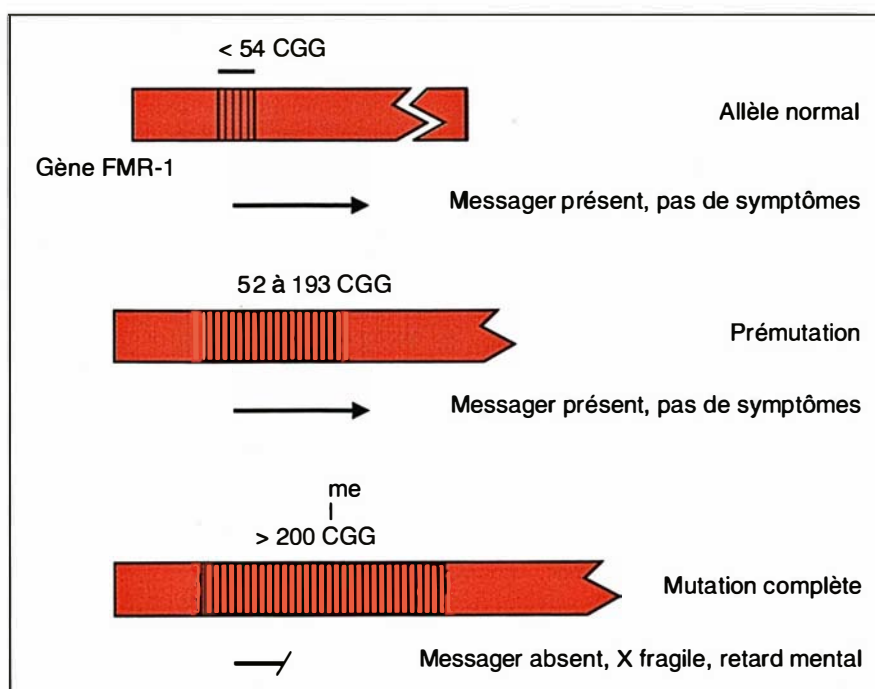 < 54 CGG
Allèle normal
Gène FMR-1
Messager présent, pas de symptômes
52 à 193 CGG
Prémutation
Messager présent, pas de symptômes
me
> 200 CGG
Mutation complète
Messager absent, X fragile, retard mental